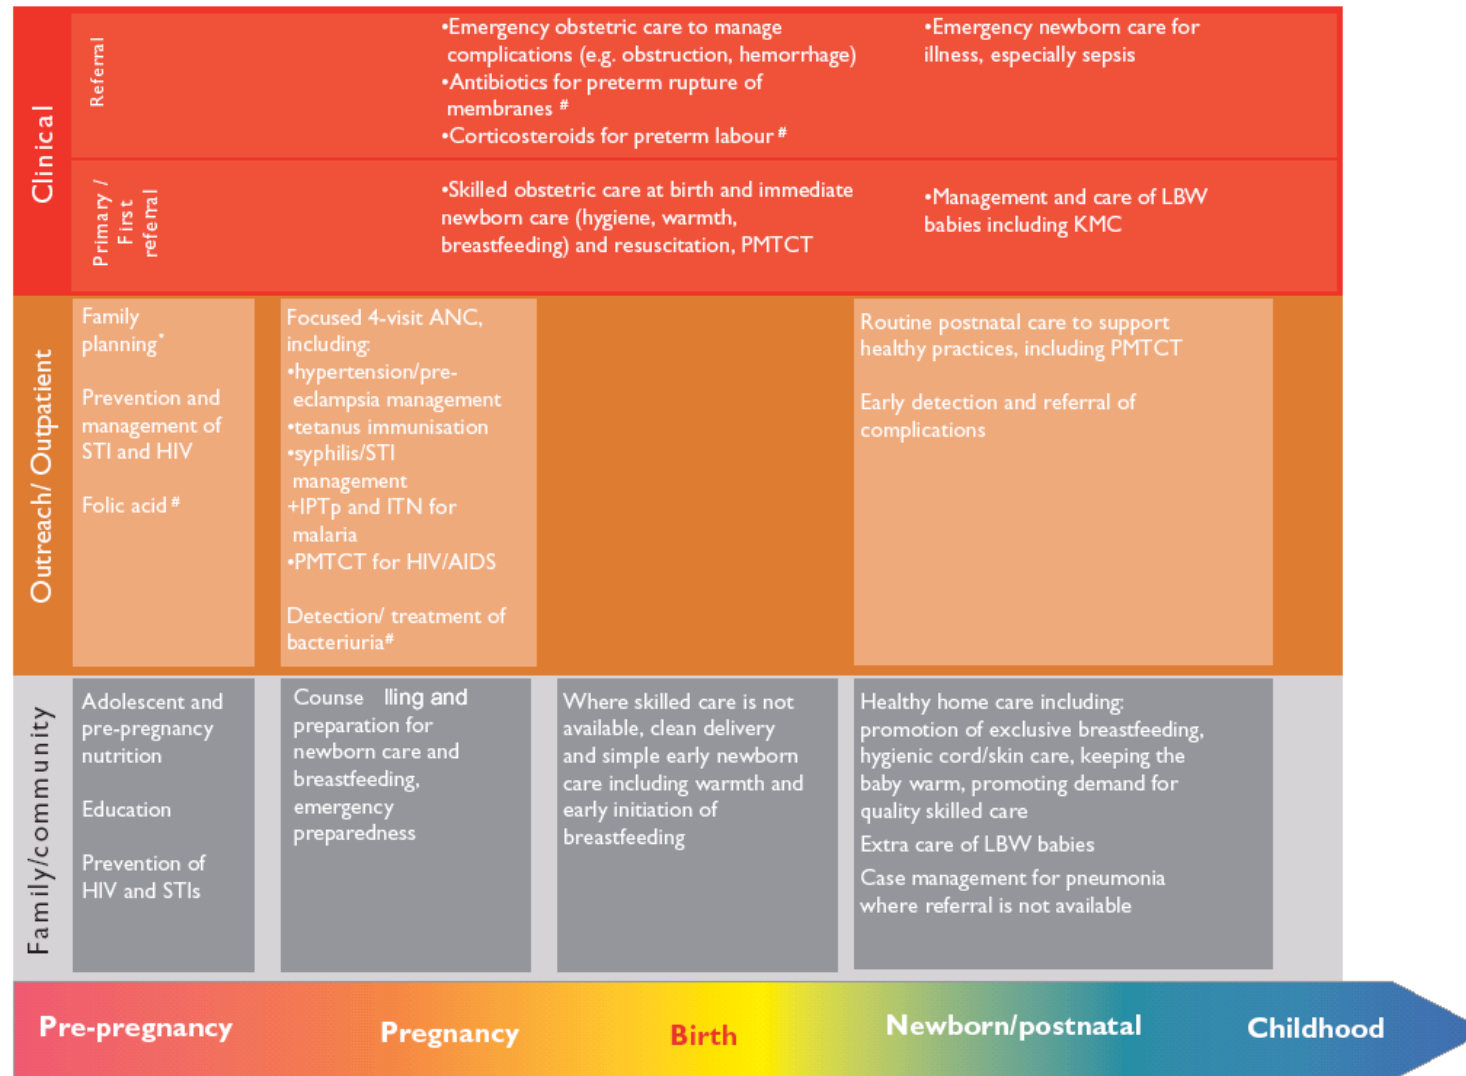 Clinical
Referral
•Emergency obstetric care to manage
complications (e.g. obstruction, hemorrhage)
•Antibiotics for preterm rupture of
membranes #
•Corticosteroids for preterm labour #
•Emergency newborn care for
illness, especially sepsis
Primary /
First
referral
•Skilled obstetric care at birth and immediate
newborn care (hygiene, warmth,
breastfeeding) and resuscitation, PMTCT
•Management and care of LBW
babies including KMC
Outreach/ Outpatient
Family
planning*
Prevention and
management of
STI and HIV
Folic acid #
Focused 4-visit ANC,
including:
•hypertension/pre-
eclampsia management
•tetanus immunisation
•syphilis/STI
management
+IPTp and ITN for
malaria
•PMTCT for HIV/AIDS
Detection/ treatment of
bacteriuria#
Routine postnatal care to support
healthy practices, including PMTCT
Early detection and referral of
complications
Family/community
Adolescent and
pre-pregnancy
nutrition
Education
Prevention of
HIV and STIs
Counse lling and
preparation for
newborn care and
breastfeeding,
emergency
preparedness
Where skilled care is not
available, clean delivery
and simple early newborn
care including warmth and
early initiation of
breastfeeding
Healthy home care including:
promotion of exclusive breastfeeding,
hygienic cord/skin care, keeping the
baby warm, promoting demand for
quality skilled care
Extra care of LBW babies
Case management for pneumonia
where referral is not available
Pre-pregnancy
Pregnancy
Birth
Newborn/postnatal
Childhood